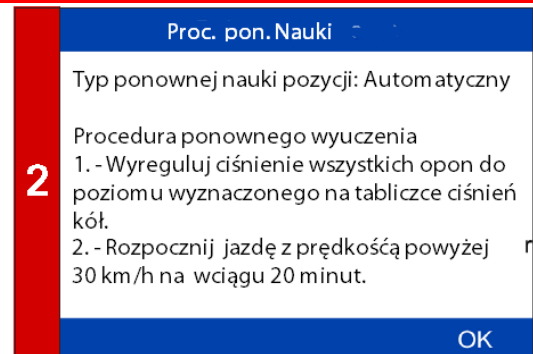 Proc. pon. Nauki
Typ ponownej nauki pozycji: Automatyczny
Procedura ponownego wyuczenia
1. - Wyreguluj ciśnienie wszystkich opon do
poziomu wyznaczonego na tabliczce ciśnień
kół.
2
2. - Rozpocznij jazdę z prędkośćą powyżej
30 km/h na wciągu 20 minut.
OK